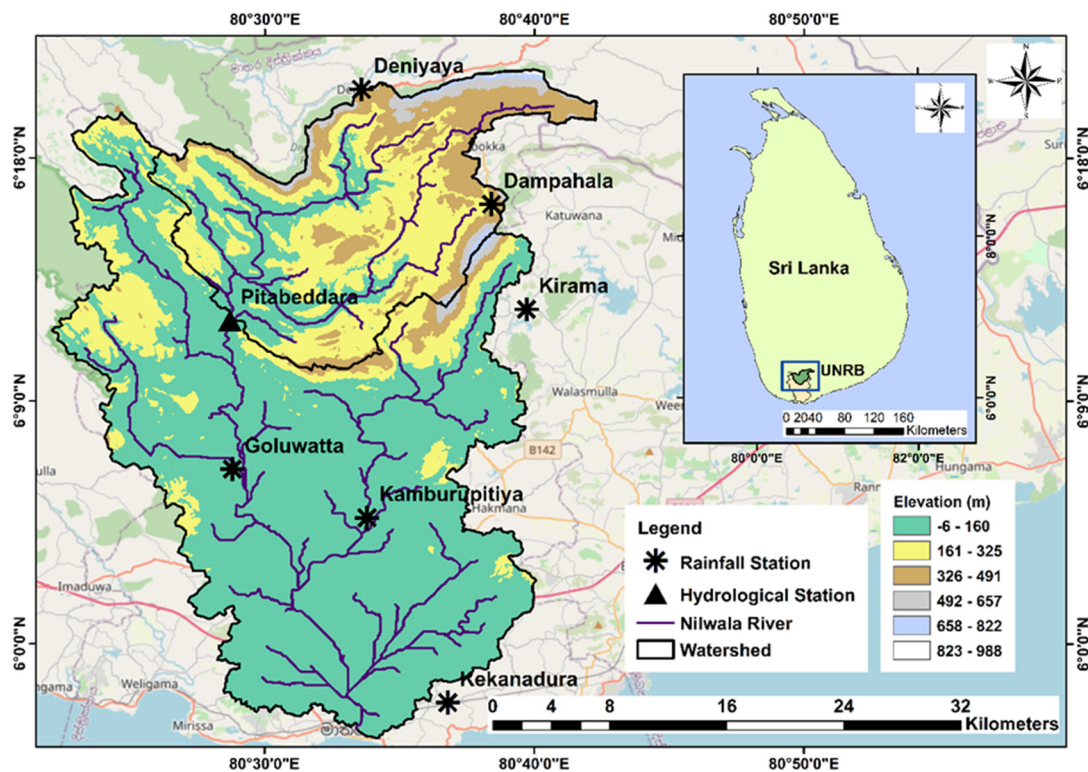 80°30'0"E
80°40'0"E
80°50'0"E
6°18'0"N
6°9'0"N
6°0'0"N
Deniyaya
ookka
Dampahala
Katuwana
Kirama
Pitabeddara
Walasmulla
Goluwatta
B142
Kamburupitiya
Hakmana
Imaduwa
Kekanadura
Weligama
Mirissa
ngama
ulla
Hungama
Sri Lanka
UNRB
0 20 40 80 120 160
Kilometers
80°0'0"E
82°0'0"E
8°0'0"N
6°0'0"N
N
Legend
Rainfall Station
Hydrological Station
Nilwala River
Watershed
Elevation (m)
-6 - 160
161 - 325
326 - 491
492 - 657
658 - 822
823 - 988
0 4 8 16 24 32
Kilometers
6°18'0"N
6°9'0"N
6°0'0"N
80°30'0"E
80°40'0"E
80°50'0"E